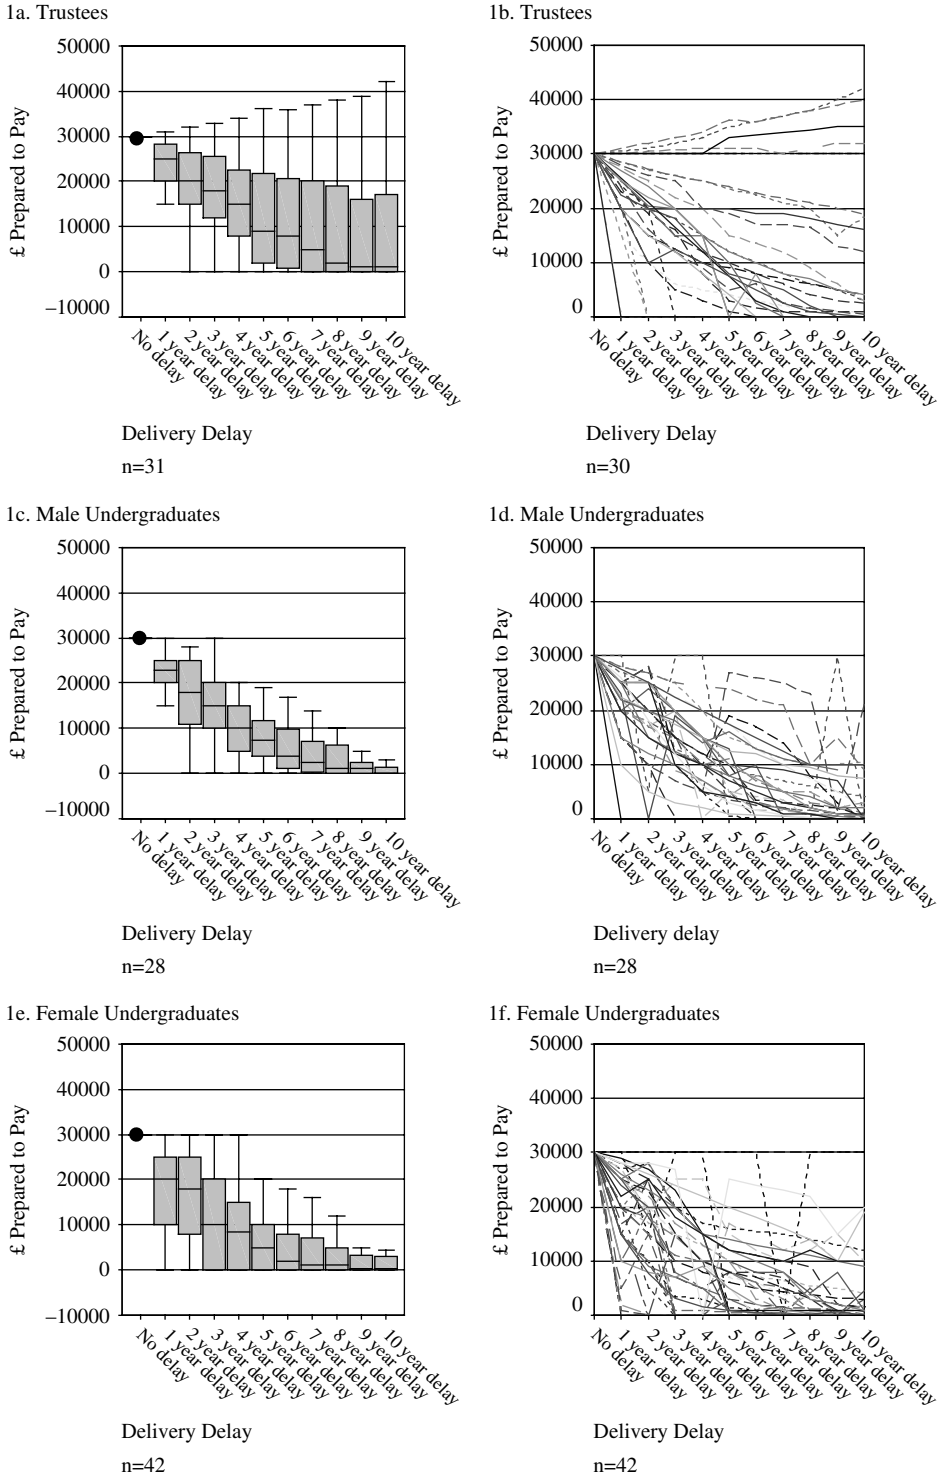 1a. Trustees
£ Prepared to Pay
50000
40000
30000
20000
10000
0
–10000
No delay
1 year delay
2 year delay
3 year delay
4 year delay
5 year delay
6 year delay
7 year delay
8 year delay
9 year delay
10 year delay
Delivery Delay
n=31
1b. Trustees
£ Prepared to Pay
50000
40000
30000
20000
10000
0
No delay
1 year delay
2 year delay
3 year delay
4 year delay
5 year delay
6 year delay
7 year delay
8 year delay
9 year delay
10 year delay
Delivery Delay
n=30
1c. Male Undergraduates
£ Prepared to Pay
50000
40000
30000
20000
10000
0
–10000
No delay
1 year delay
2 year delay
3 year delay
4 year delay
5 year delay
6 year delay
7 year delay
8 year delay
9 year delay
10 year delay
Delivery Delay
n=28
1d. Male Undergraduates
£ Prepared to Pay
50000
40000
30000
20000
10000
0
No delay
1 year delay
2 year delay
3 year delay
4 year delay
5 year delay
6 year delay
7 year delay
8 year delay
9 year delay
10 year delay
Delivery delay
n=28
1e. Female Undergraduates
£ Prepared to Pay
50000
40000
30000
20000
10000
0
–10000
No delay
1 year delay
2 year delay
3 year delay
4 year delay
5 year delay
6 year delay
7 year delay
8 year delay
9 year delay
10 year delay
Delivery Delay
n=42
1f. Female Undergraduates
£ Prepared to Pay
50000
40000
30000
20000
10000
0
No delay
1 year delay
2 year delay
3 year delay
4 year delay
5 year delay
6 year delay
7 year delay
8 year delay
9 year delay
10 year delay
Delivery Delay
n=42